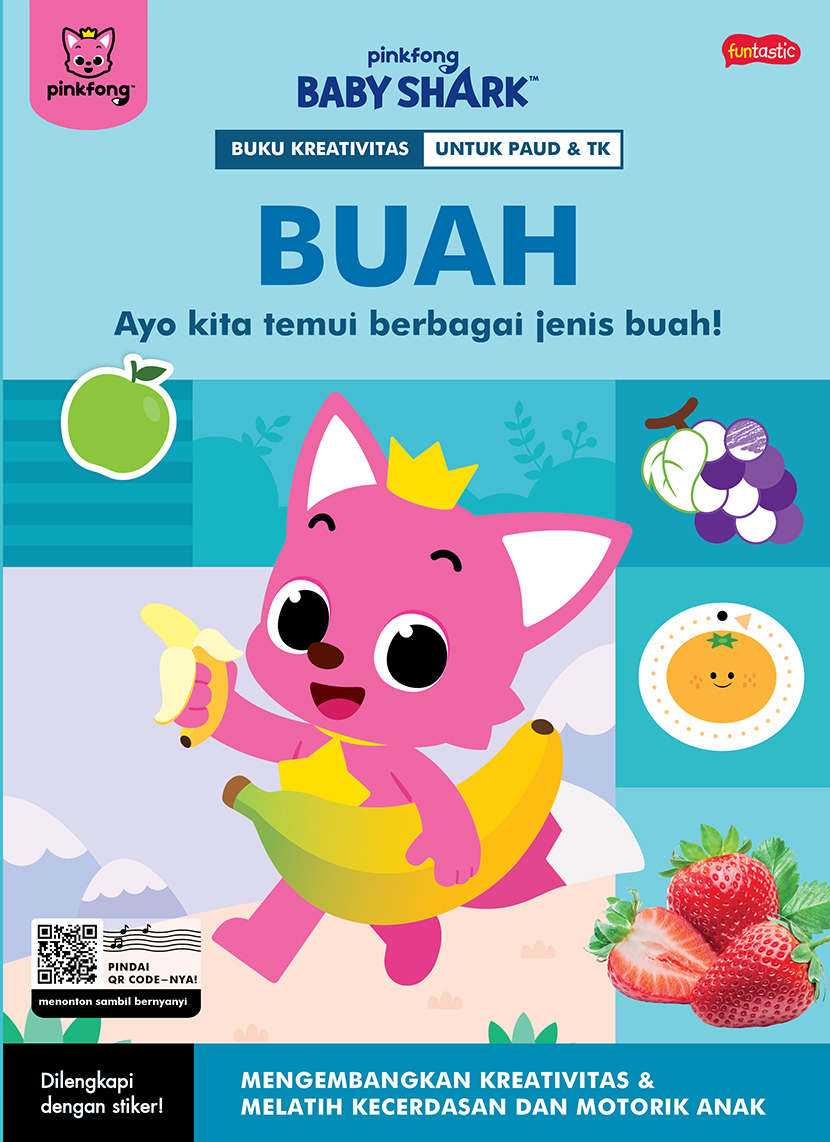 pinkfong™
pinkfong
BABY SHARK™
funtastic
BUKU KREATIVITAS UNTUK PAUD & TK
BUAH
Ayo kita temui berbagai jenis buah!
PINDAI
QR CODE–NYA!
menonton sambil bernyanyi
Dilengkapi
dengan stiker!
MENGEMBANGKAN KREATIVITAS &
MELATIH KECERDASAN DAN MOTORIK ANAK